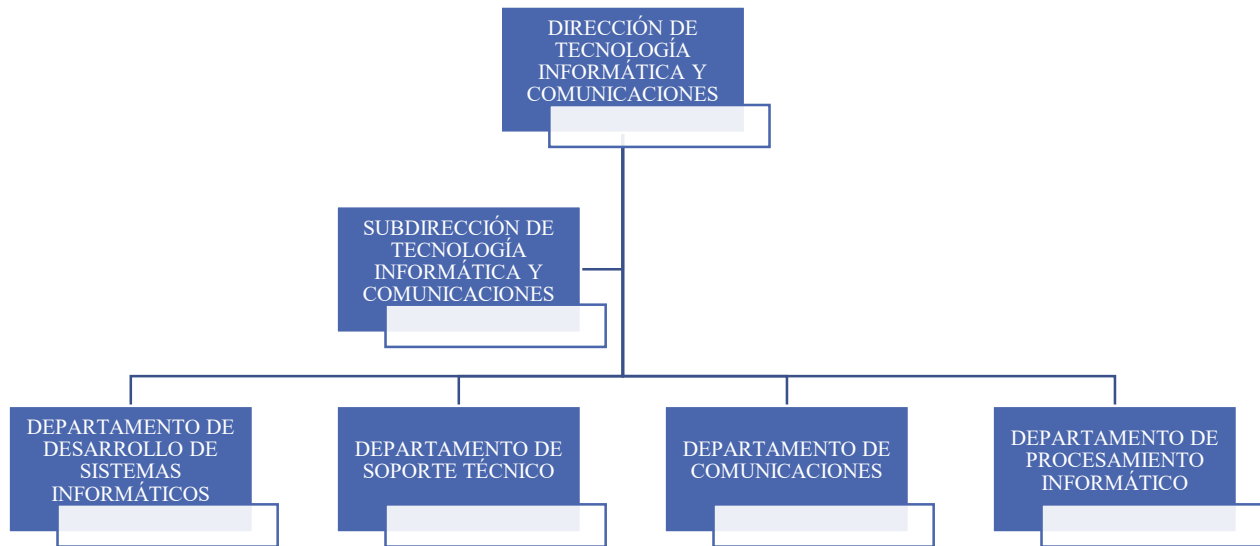 DIRECCIÓN DE
TECNOLOGÍA
INFORMÁTICA Y
COMUNICACIONES
SUBDIRECCIÓN DE
TECNOLOGÍA
INFORMÁTICA Y
COMUNICACIONES
DEPARTAMENTO DE
DESARROLLO DE
SISTEMAS
INFORMÁTICOS
DEPARTAMENTO DE
SOPORTE TÉCNICO
DEPARTAMENTO DE
COMUNICACIONES
DEPARTAMENTO DE
PROCESAMIENTO
INFORMÁTICO